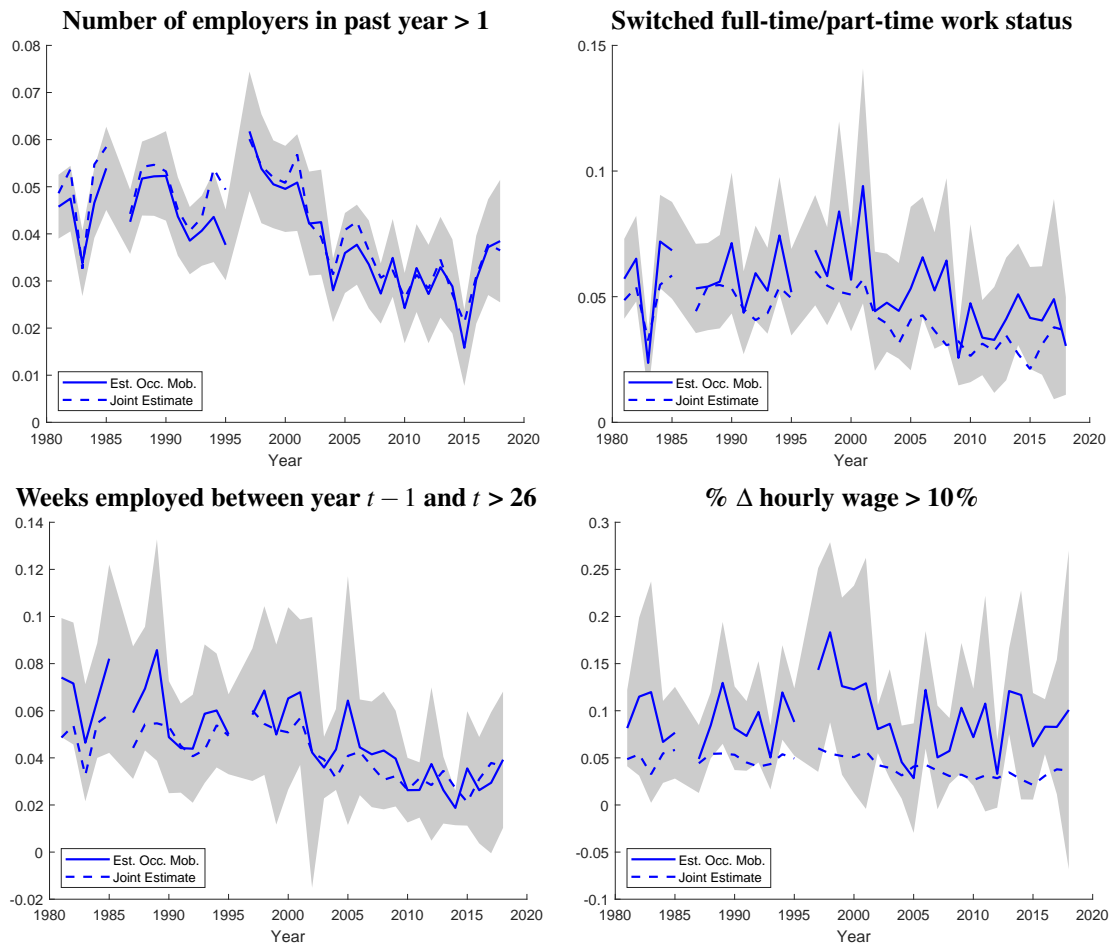 Number of employers in past year > 1
0.08
0.07
0.06
0.05
0.04
0.03
0.02
0.01
0
Est. Occ. Mob.
Joint Estimate
1980 1985 1990 1995 2000 2005 2010 2015 2020
Year
Switched full-time/part-time work status
0.15
0.1
0.05
0
Est. Occ. Mob.
Joint Estimate
1980 1985 1990 1995 2000 2005 2010 2015 2020
Year
Weeks employed between year t − 1 and t > 26
0.14
0.12
0.1
0.08
0.06
0.04
0.02
0
-0.02
Est. Occ. Mob.
Joint Estimate
1980 1985 1990 1995 2000 2005 2010 2015 2020
Year
% Δ hourly wage > 10%
0.3
0.25
0.2
0.15
0.1
0.05
0
-0.05
-0.1
Est. Occ. Mob.
Joint Estimate
1980 1985 1990 1995 2000 2005 2010 2015 2020
Year